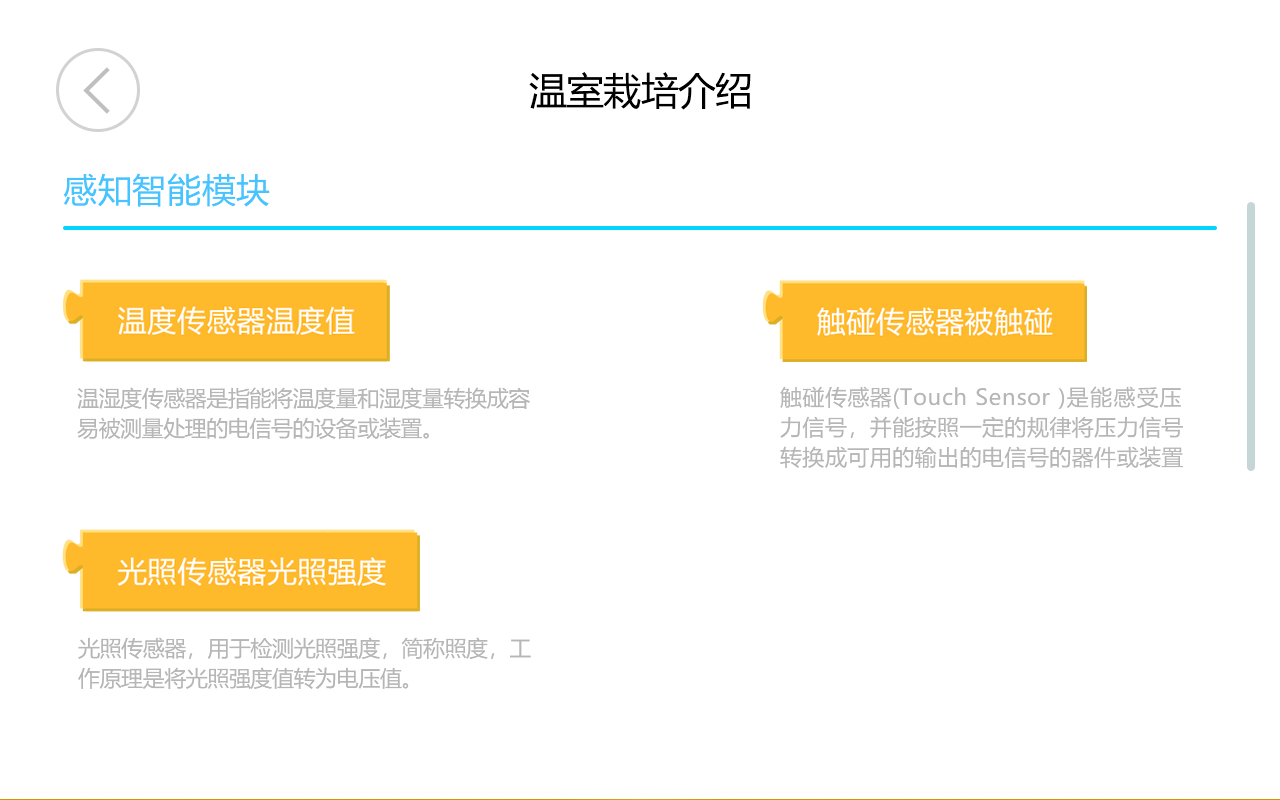 温室栽培介绍
感知智能模块
温度传感器温度值
温湿度传感器是指能将温度量和湿度量转换成容
易被测量处理的电信号的设备或装置。
触碰传感器被触碰
触碰传感器(Touch Sensor )是能感受压
力信号，并能按照一定的规律将压力信号
转换成可用的输出的电信号的器件或装置
光照传感器光照强度
光照传感器，用于检测光照强度，简称照度，工
作原理是将光照强度值转为电压值。